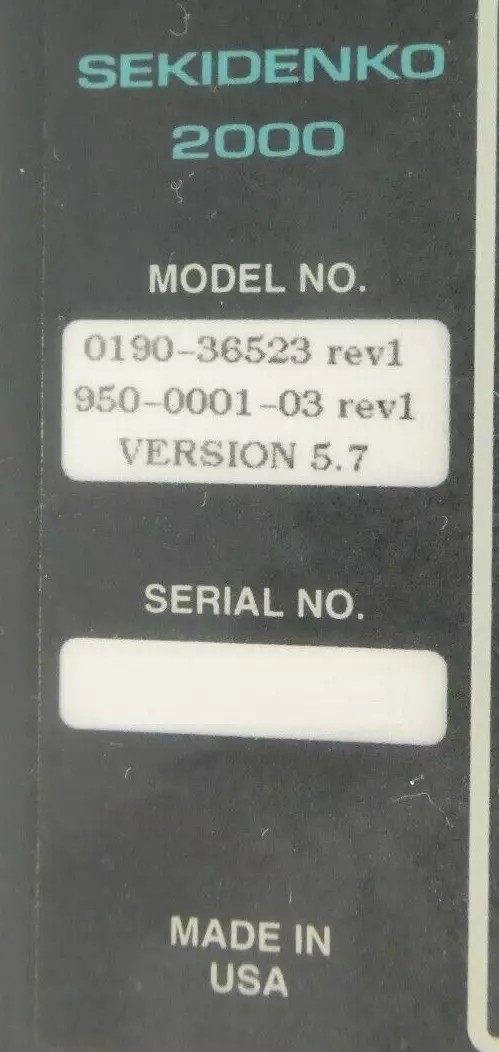 SEKIDENKO
2000
MODEL NO.
0190-36523 rev1
950-0001-03 rev1
VERSION 5.7
SERIAL NO.
MADE IN
USA